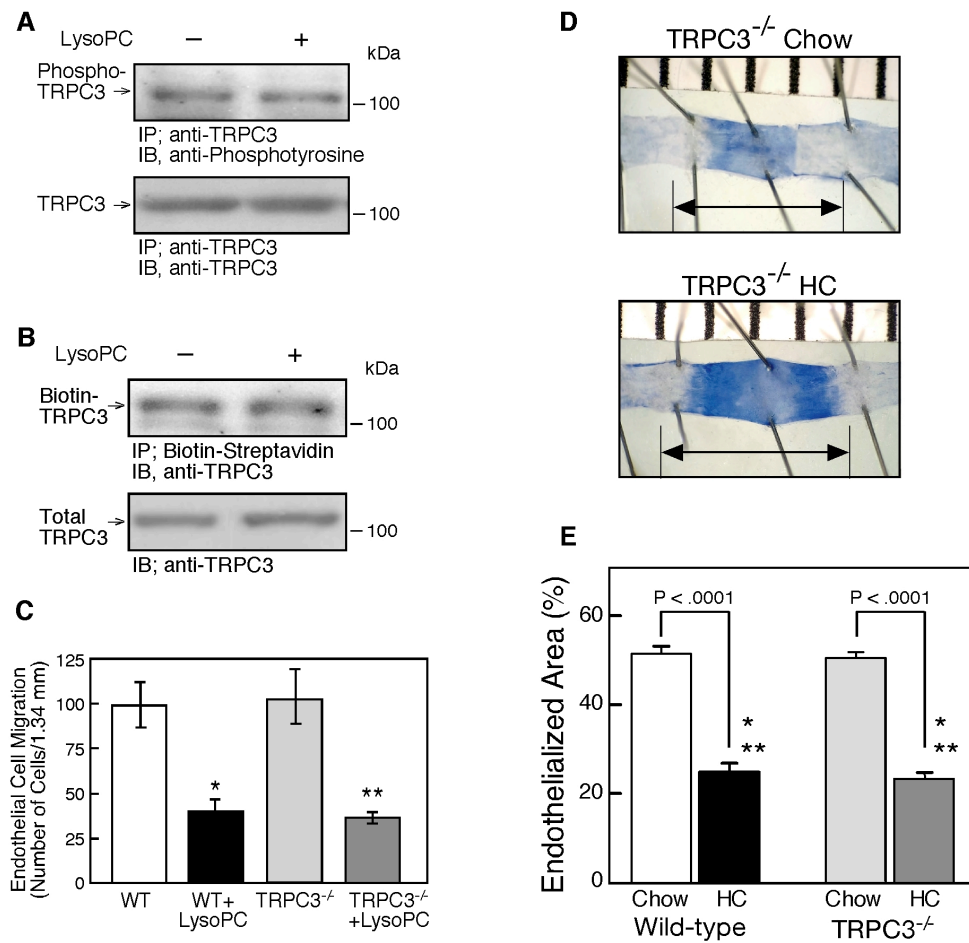 A
LysoPC − +
kDa
Phospho-
TRPC3 →
– 100
IP; anti-TRPC3
IB, anti-Phosphotyrosine
TRPC3 →
– 100
IP; anti-TRPC3
IB, anti-TRPC3
B
LysoPC − +
kDa
Biotin-
TRPC3 →
– 100
IP; Biotin-Streptavidin
IB, anti-TRPC3
Total
TRPC3 →
– 100
IB; anti-TRPC3
C
Endothelial Cell Migration
(Number of Cells/1.34 mm)
125
100
75
50
25
0
*
**
WT
WT+
LysoPC
TRPC3-/-
TRPC3-/-
+LysoPC
D
TRPC3-/- Chow
TRPC3-/- HC
E
Endothelialized Area (%)
60
40
20
0
P < .0001
P < .0001
*
**
*
**
Chow HC
Chow HC
Wild-type
TRPC3-/-